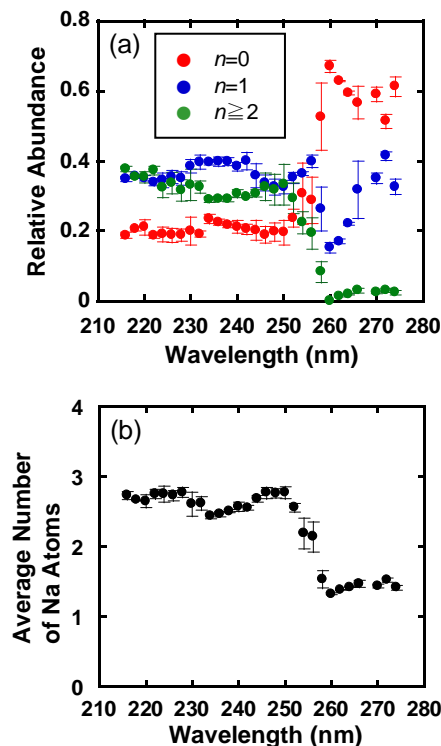 (a)
n=0
n=1
n≧2
0.8
0.6
0.4
0.2
0
Relative Abundance
210 220 230 240 250 260 270 280
Wavelength (nm)
(b)
4
3
2
1
0
Average Number
of Na Atoms
210 220 230 240 250 260 270 280
Wavelength (nm)